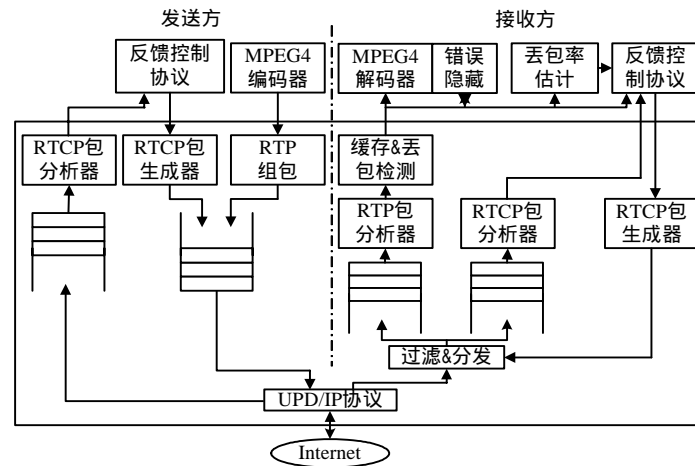 发送方
接收方
反馈控制
协议
MPEG4
编码器
MPEG4
解码器
错误
隐藏
丢包率
估计
反馈控
制协议
RTCP包
分析器
RTCP包
生成器
RTP
组包
缓存&丢
包检测
RTP包
分析器
RTCP包
分析器
RTCP包
生成器
过滤&分发
UPD/IP协议
Internet